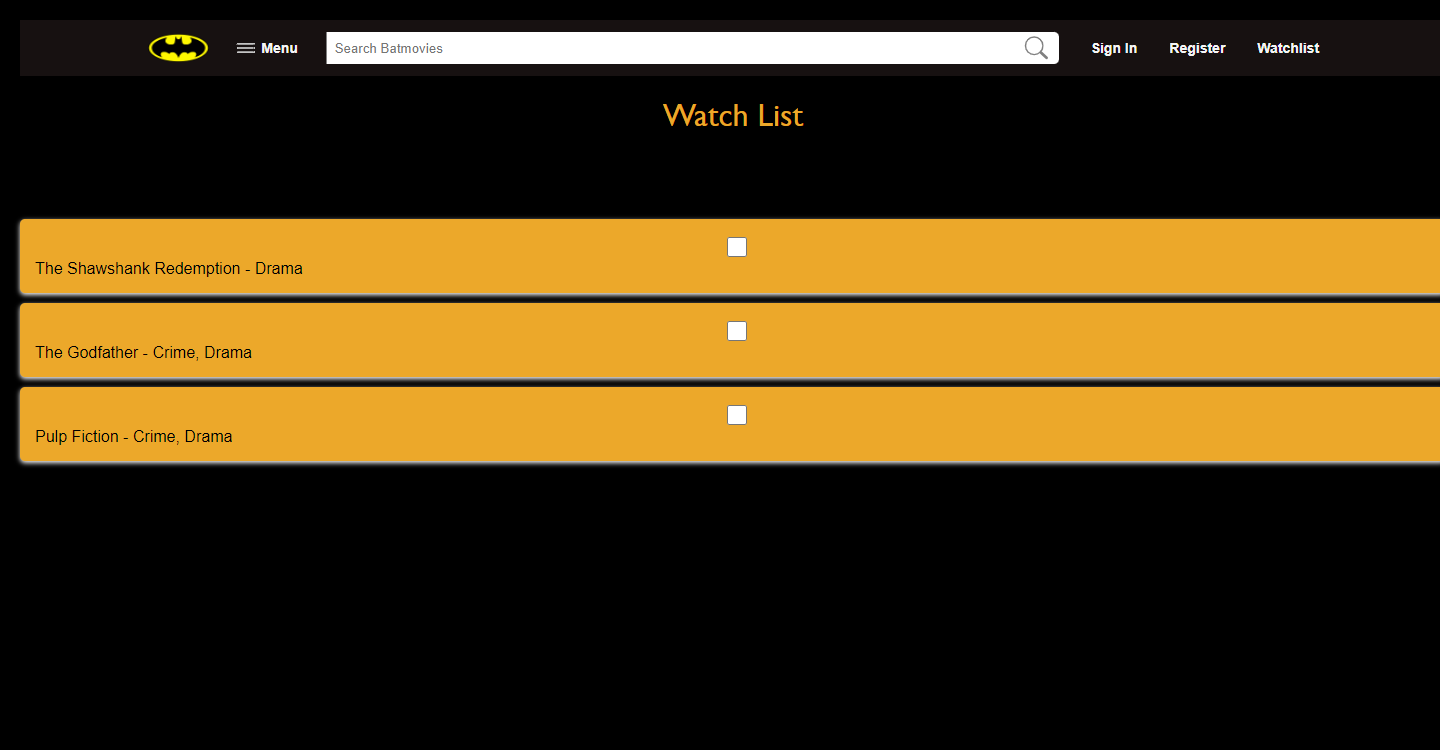 Menu
Search Batmovies
Sign In
Register
Watchlist
Watch List
The Shawshank Redemption - Drama
The Godfather - Crime, Drama
Pulp Fiction - Crime, Drama